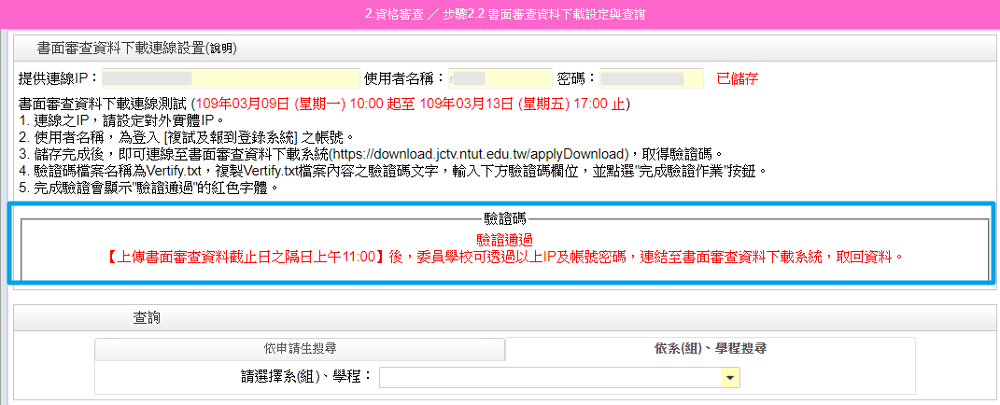 2.資格審查 ／ 步驟2.2 書面審查資料下載設定與查詢
書面審查資料下載連線設置(說明)
提供連線IP： 使用者名稱： 密碼： 已儲存
書面審查資料下載連線測試 (109年03月09日 (星期一) 10:00 起至 109年03月13日 (星期五) 17:00 止)
1. 連線之IP，請設定對外實體IP。
2. 使用者名稱，為登入 [複試及報到登錄系統] 之帳號。
3. 儲存完成後，即可連線至書面審查資料下載系統(https://download.jctv.ntut.edu.tw/applyDownload)，取得驗證碼。
4. 驗證碼檔案名稱為Vertify.txt，複製Vertify.txt檔案內容之驗證碼文字，輸入下方驗證碼欄位，並點選"完成驗證作業"按鈕。
5. 完成驗證會顯示"驗證通過"的紅色字體。
驗證碼
驗證通過
【上傳書面審查資料截止日之隔日上午11:00】後，委員學校可透過以上IP及帳號密碼，連結至書面審查資料下載系統，取回資料。
查詢
依申請生搜尋 依系(組)、學程搜尋
請選擇系(組)、學程：